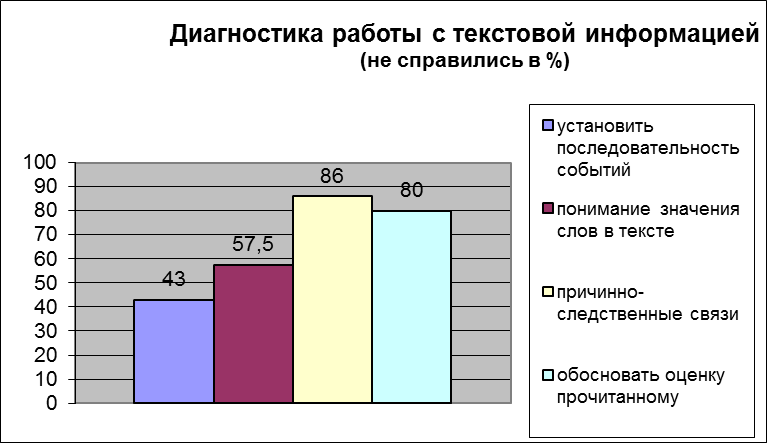 Диагностика работы с текстовой информацией
(не справились в %)
установить
последовательность
событий
понимание значения
слов в тексте
причинно-
следственные связи
обосновать оценку
прочитанному
100
90
80
70
60
50
40
30
20
10
0
43
57,5
86
80